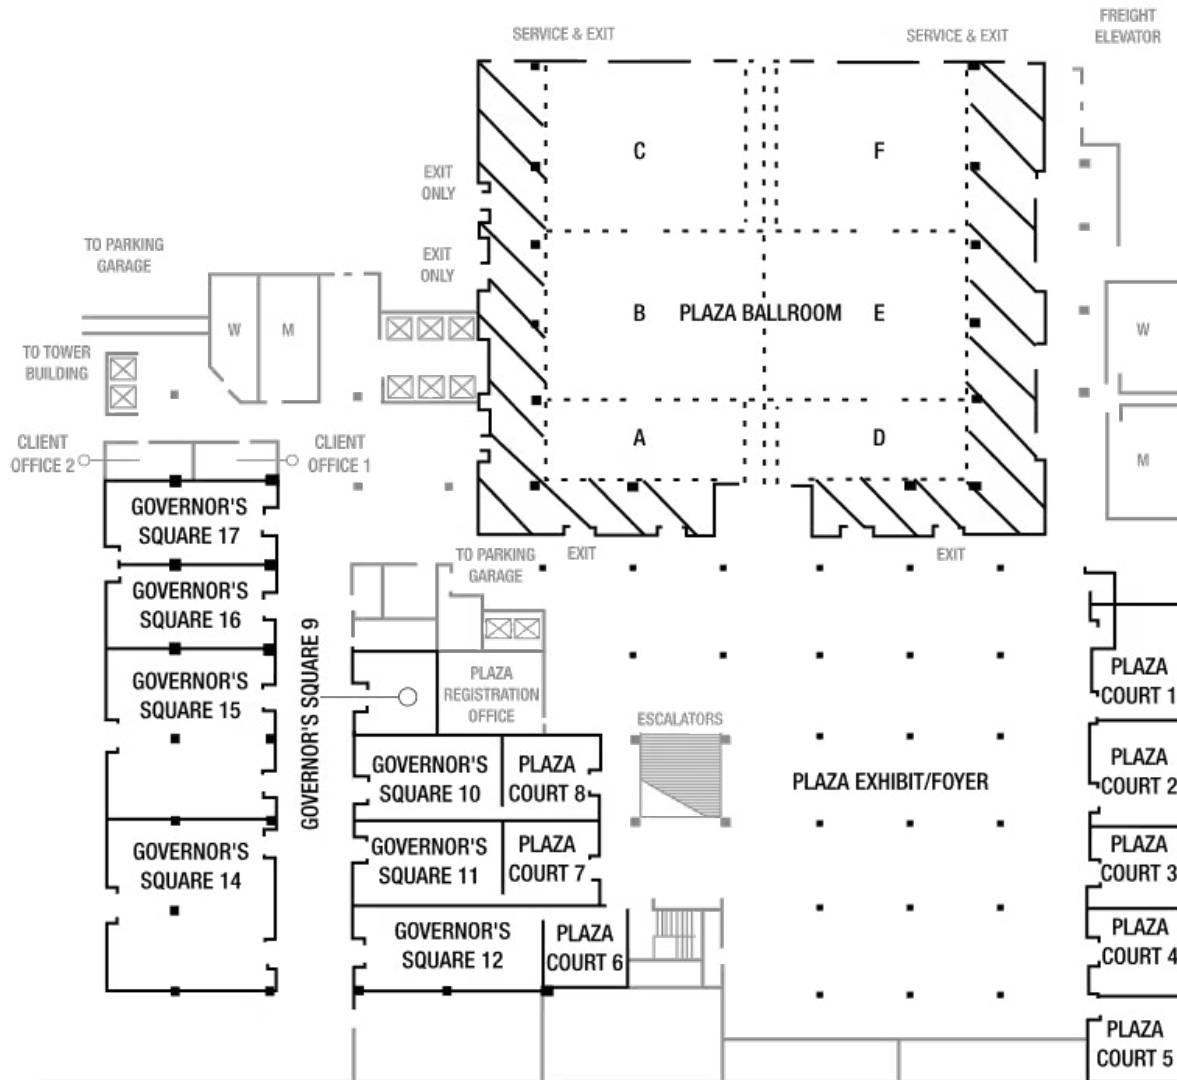 FREIGHT
ELEVATOR
SERVICE & EXIT
SERVICE & EXIT
C
F
EXIT
ONLY
TO PARKING
GARAGE
EXIT
ONLY
B
PLAZA BALLROOM
E
W
M
W
TO TOWER
BUILDING
A
D
CLIENT
OFFICE 2
CLIENT
OFFICE 1
M
GOVERNOR'S
SQUARE 17
TO PARKING
GARAGE
EXIT
EXIT
GOVERNOR'S
SQUARE 16
GOVERNOR'S SQUARE 9
GOVERNOR'S
SQUARE 15
PLAZA
REGISTRATION
OFFICE
PLAZA
COURT 1
ESCALATORS
GOVERNOR'S
SQUARE 10
PLAZA
COURT 8
PLAZA EXHIBIT/FOYER
PLAZA
COURT 2
GOVERNOR'S
SQUARE 14
GOVERNOR'S
SQUARE 11
PLAZA
COURT 7
PLAZA
COURT 3
GOVERNOR'S
SQUARE 12
PLAZA
COURT 6
PLAZA
COURT 4
PLAZA
COURT 5